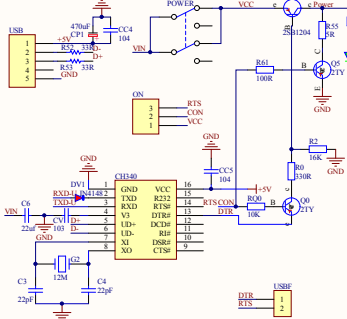 POWER
VCC
e
c
2SB1204
R55
5R
Power
470uF
CP1
CC4
104
USB
1
2
3
4
5
+5V
R52
33R
D-
D+
R53
33R
GND
VIN
R61
100R
B
C
E
Q5
2TY
GND
ON
3
2
1
RTS
CON
VCC
GND
R2
16K
GND
GND
CC5
104
R0
330R
DV1
IN4148
RXD-U
TXD-U
CH340
1
2
3
4
5
6
7
8
GND
TXD
RXD
V3
UD+
UD-
XI
XO
VCC
R232
RTS#
DTR#
DCD#
RI#
DSR#
CTS#
16
15
14
13
12
11
10
9
+5V
RTS CON
DTR
RQ0
10K
B
c
e
Q0
2TY
C6
22uf
VIN
CV
103
GND
D-
D+
G2
12M
C3
22pF
C4
22pF
USBF
DTR
RTS
1
2